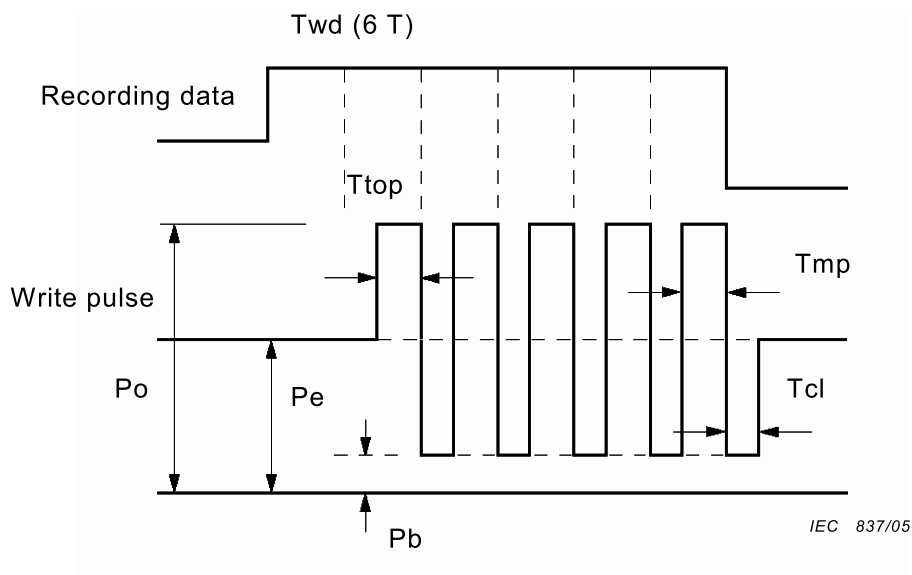 Twd (6 T)
Recording data
Ttop
Tmp
Write pulse
Po
Pe
Tcl
Pb
IEC 837/05